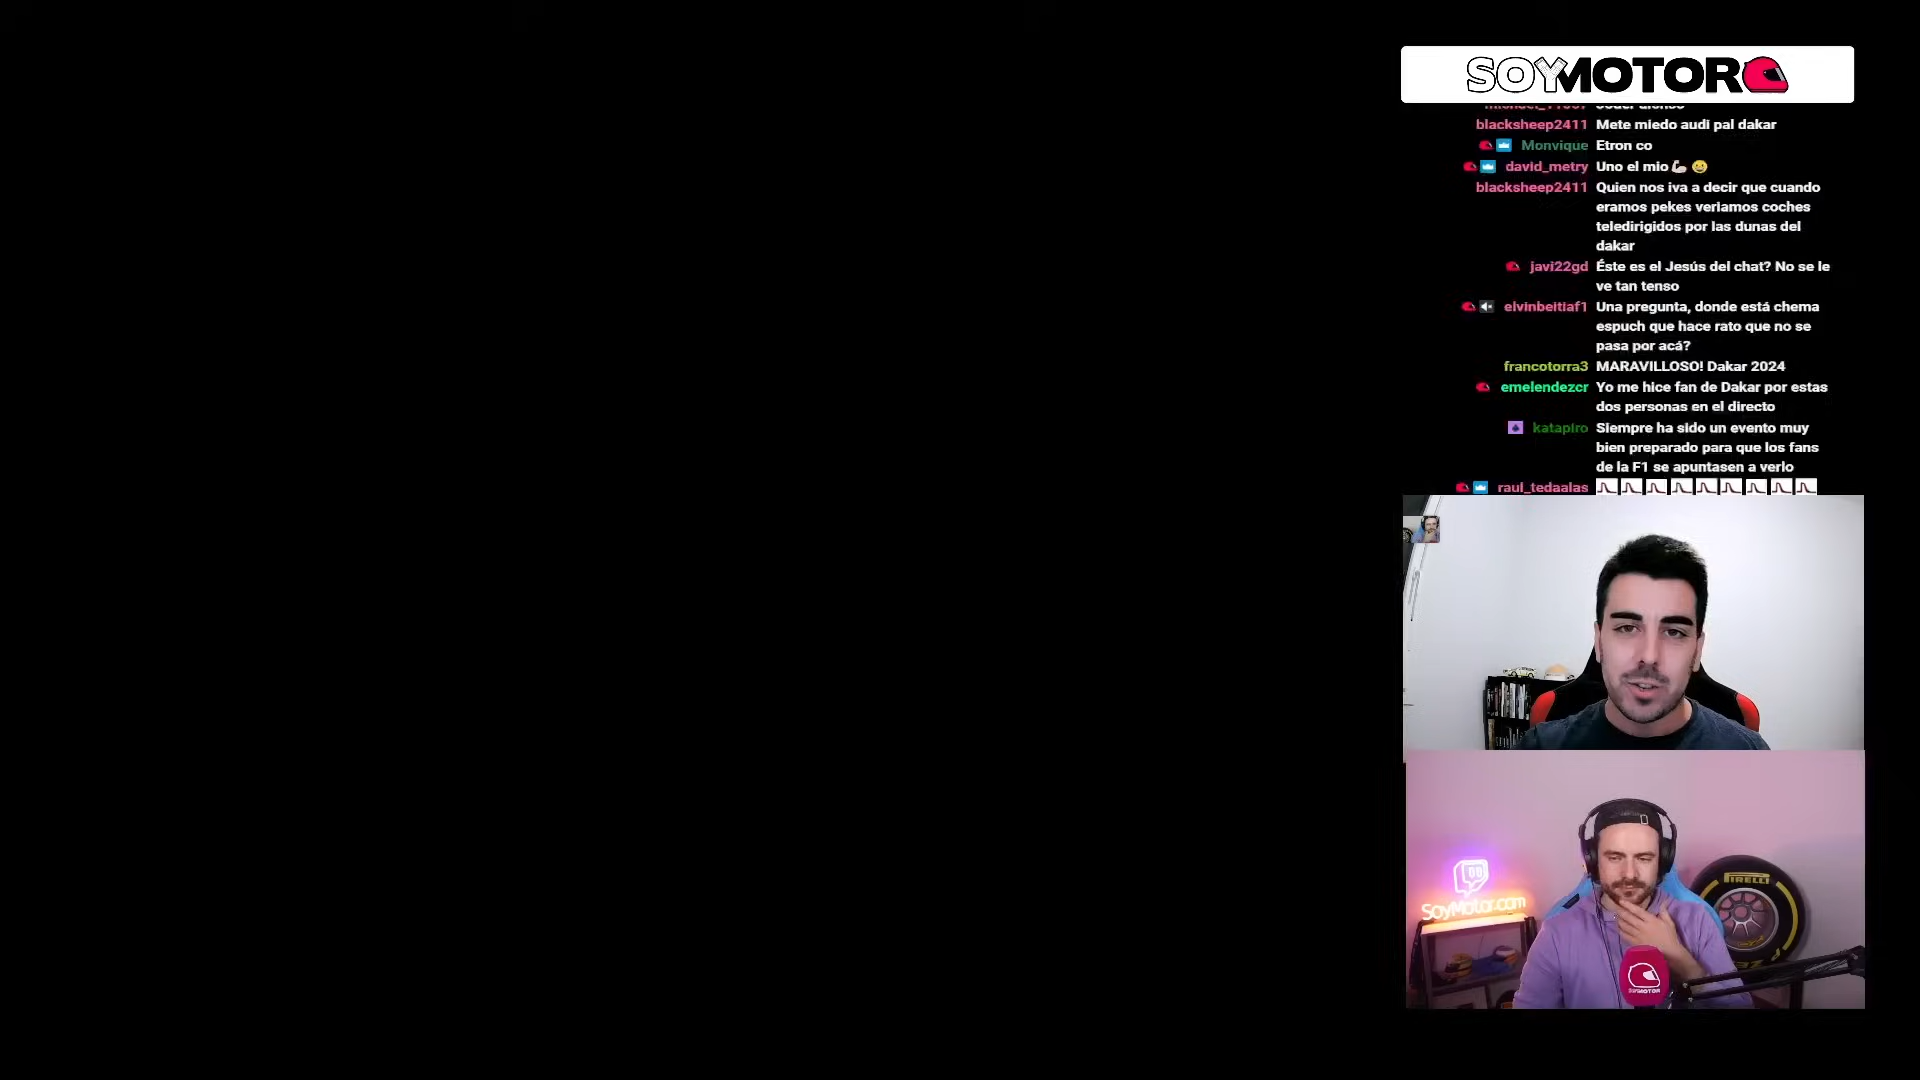 SOYMOTOR
blacksheep2411 Mete miedo audi pal dakar
Monvique Etron co
david_metry Uno el mio
blacksheep2411 Quien nos iva a decir que cuando
eramos pekes veriamos coches
teledirigidos por las dunas del
dakar
javi22gd Éste es el Jesús del chat? No se le
ve tan tenso
elvinbeitiaf1 Una pregunta, donde está chema
espuch que hace rato que no se
pasa por acá?
francotorra3 MARAVILLOSO! Dakar 2024
emelendezcr Yo me hice fan de Dakar por estas
dos personas en el directo
katapiro Siempre ha sido un evento muy
bien preparado para que los fans
de la F1 se apuntasen a verlo
raul_tedaalas
PIRELLI
SoyMotor.com
SOYMOTOR